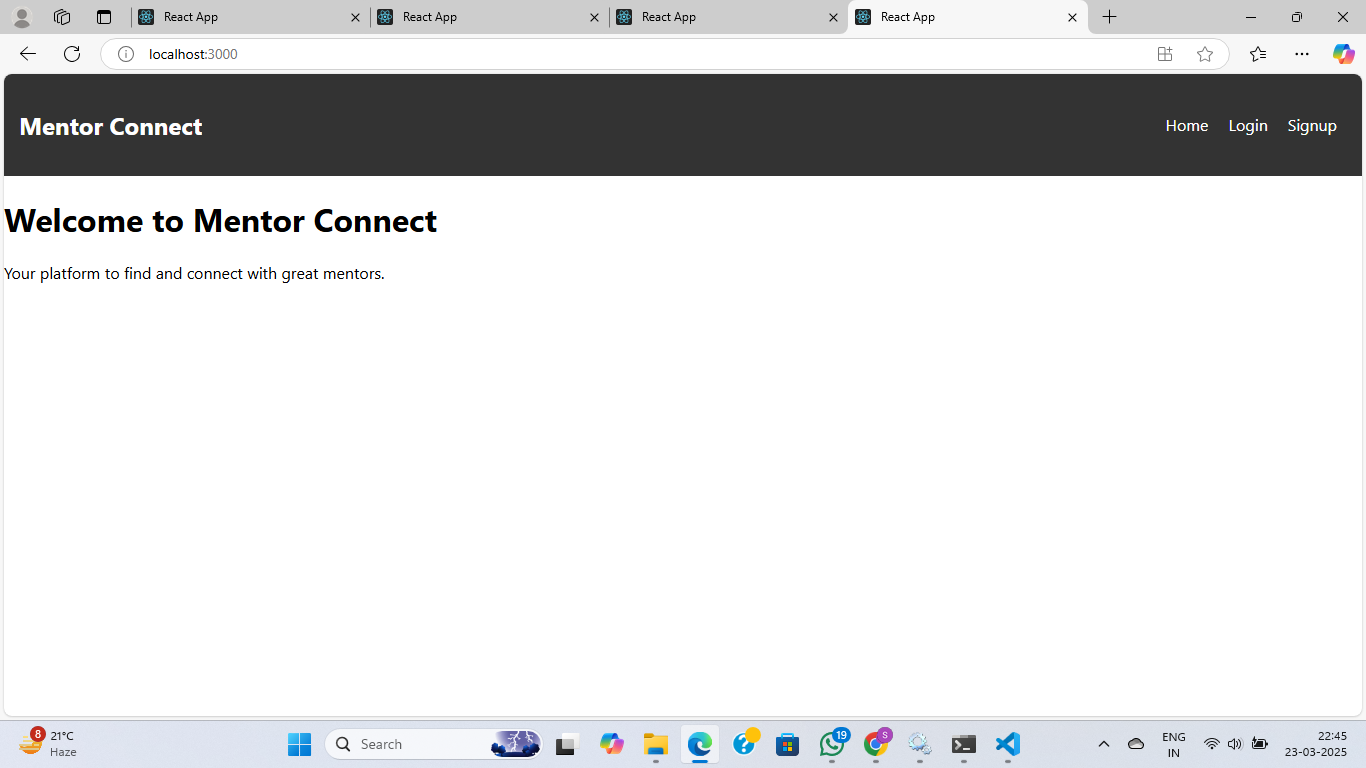 React App
React App
React App
React App
localhost:3000
Mentor Connect
Home Login Signup
Welcome to Mentor Connect
Your platform to find and connect with great mentors.
8
21°C
Haze
Search
19
S
ENG
IN
22:45
23-03-2025